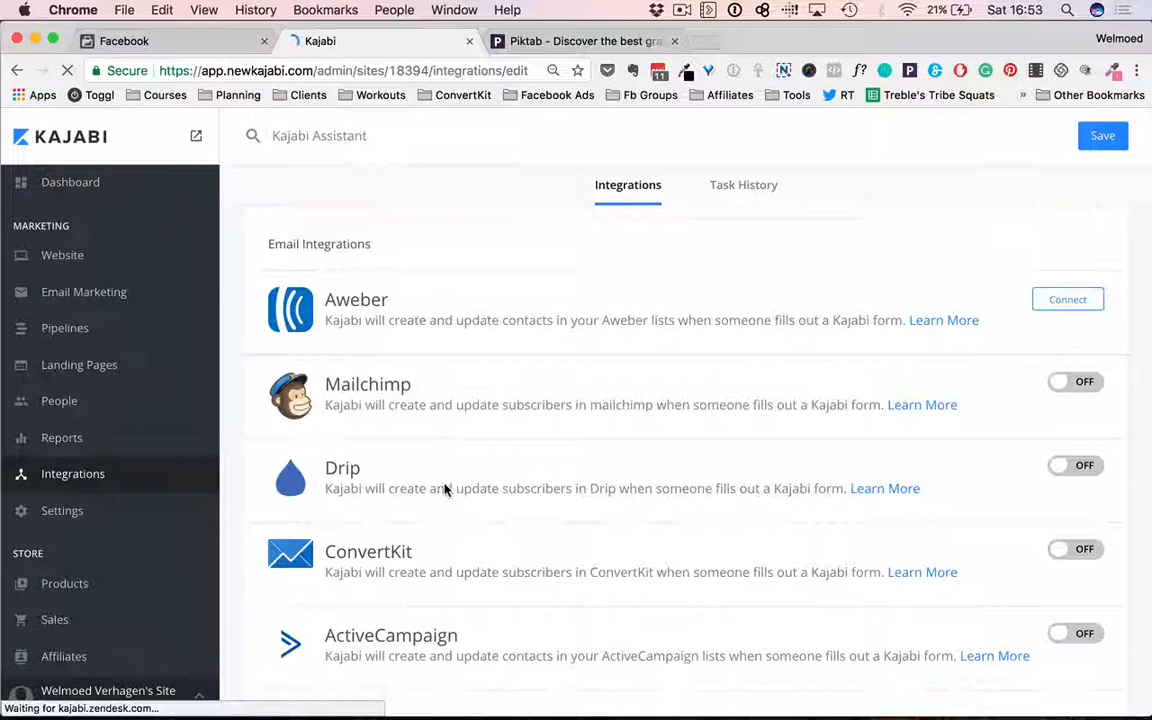 Chrome File Edit View History Bookmarks People Window Help 21% Sat 16:53
Facebook Kajabi Piktab - Discover the best gra Welmoed
Secure https://app.newkajabi.com/admin/sites/18394/integrations/edit 11 f?
Apps Toggl Courses Planning Clients Workouts ConvertKit Facebook Ads Fb Groups Affiliates Tools RT Treble's Tribe Squats » Other Bookmarks
KAJABI Kajabi Assistant Save
Dashboard
Integrations Task History
MARKETING
Website
Email Marketing
Pipelines
Landing Pages
People
Reports
Integrations
Settings
STORE
Products
Sales
Affiliates
Welmoed Verhagen's Site
Email Integrations
Aweber
Kajabi will create and update contacts in your Aweber lists when someone fills out a Kajabi form. Learn More
Connect
Mailchimp
Kajabi will create and update subscribers in mailchimp when someone fills out a Kajabi form. Learn More
OFF
Drip
Kajabi will create and update subscribers in Drip when someone fills out a Kajabi form. Learn More
OFF
ConvertKit
Kajabi will create and update subscribers in ConvertKit when someone fills out a Kajabi form. Learn More
OFF
ActiveCampaign
Kajabi will create and update contacts in your ActiveCampaign lists when someone fills out a Kajabi form. Learn More
OFF
Waiting for kajabi.zendesk.com...